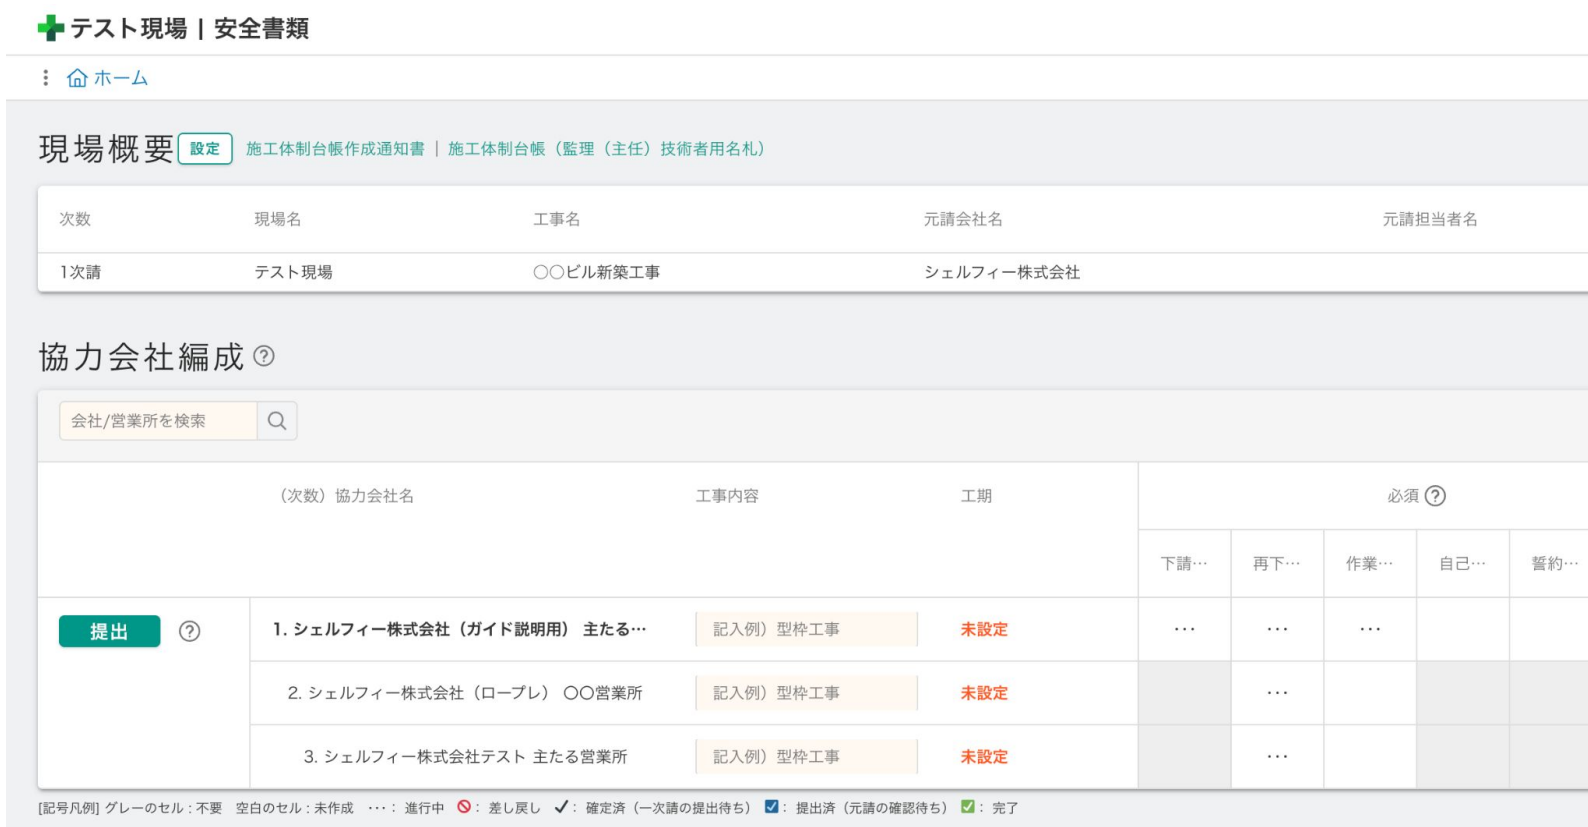 テスト現場 | 安全書類
ホーム
現場概要 設定 施工体制台帳作成通知書 | 施工体制台帳（監理（主任）技術者用名札）
次数 現場名 工事名 元請会社名 元請担当者名
1次請 テスト現場 〇〇ビル新築工事 シェルフィー株式会社
協力会社編成 ?
会社/営業所を検索
（次数）協力会社名 工事内容 工期 必須 ?
下請… 再下… 作業… 自己… 誓約…
提出 ? 1. シェルフィー株式会社（ガイド説明用） 主たる… 記入例）型枠工事 未設定 … … …
2. シェルフィー株式会社（ロープレ） 〇〇営業所 記入例）型枠工事 未設定 …
3. シェルフィー株式会社テスト 主たる営業所 記入例）型枠工事 未設定 …
[記号凡例] グレーのセル : 不要 空白のセル : 未作成 … : 進行中 🚫 : 差し戻し ✓ : 確定済（一次請の提出待ち） ☑ : 提出済（元請の確認待ち） ✅ : 完了